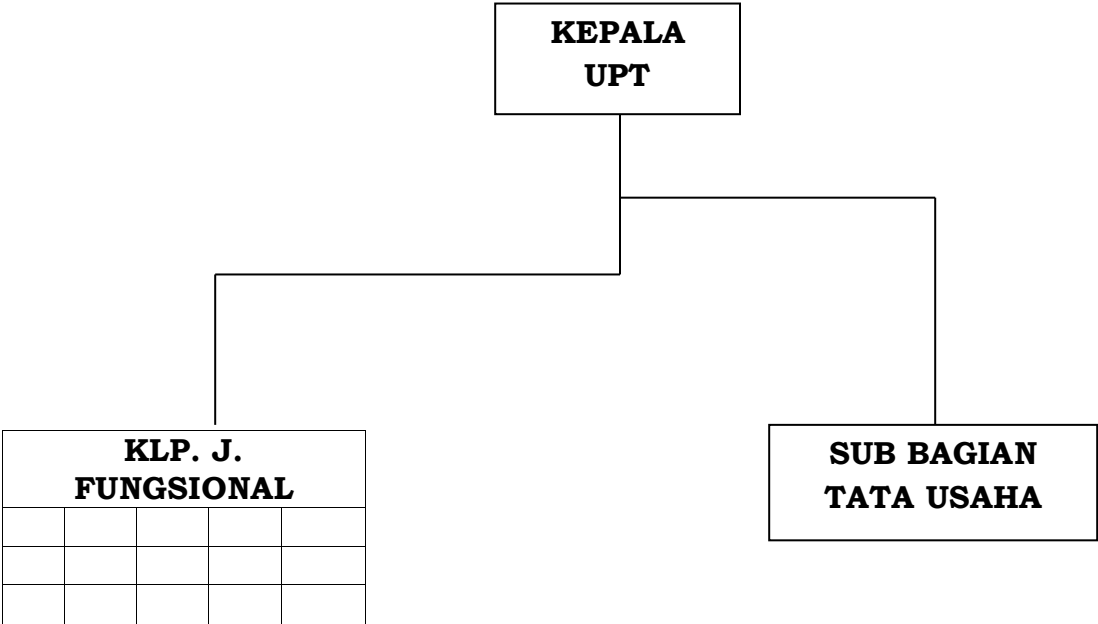 KEPALA
UPT
KLP. J.
FUNGSIONAL
SUB BAGIAN
TATA USAHA